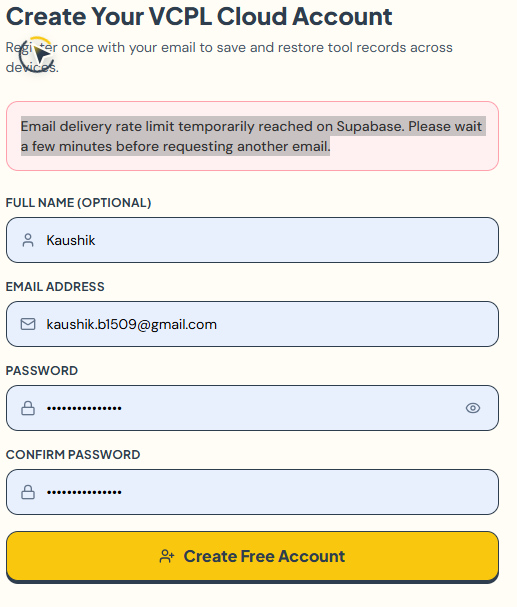 Create Your VCPL Cloud Account
Register once with your email to save and restore tool records across
devices.
Email delivery rate limit temporarily reached on Supabase. Please wait
a few minutes before requesting another email.
FULL NAME (OPTIONAL)
Kaushik
EMAIL ADDRESS
kaushik.b1509@gmail.com
PASSWORD
•••••••••••••••
CONFIRM PASSWORD
•••••••••••••••
Create Free Account